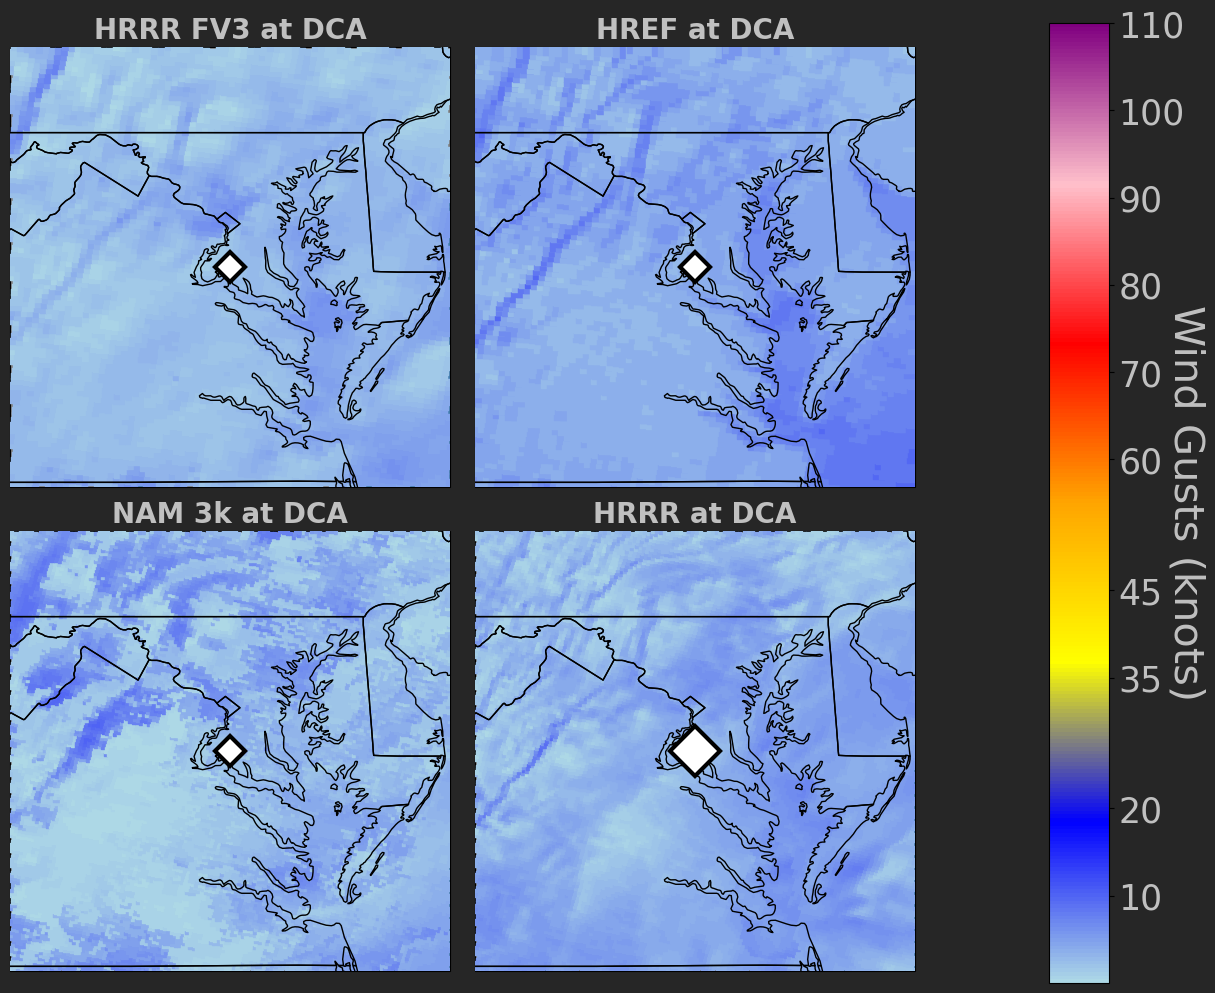 HRRR FV3 at DCA
HREF at DCA
NAM 3k at DCA
HRRR at DCA
110
100
90
80
70
60
45
35
20
10
Wind Gusts (knots)